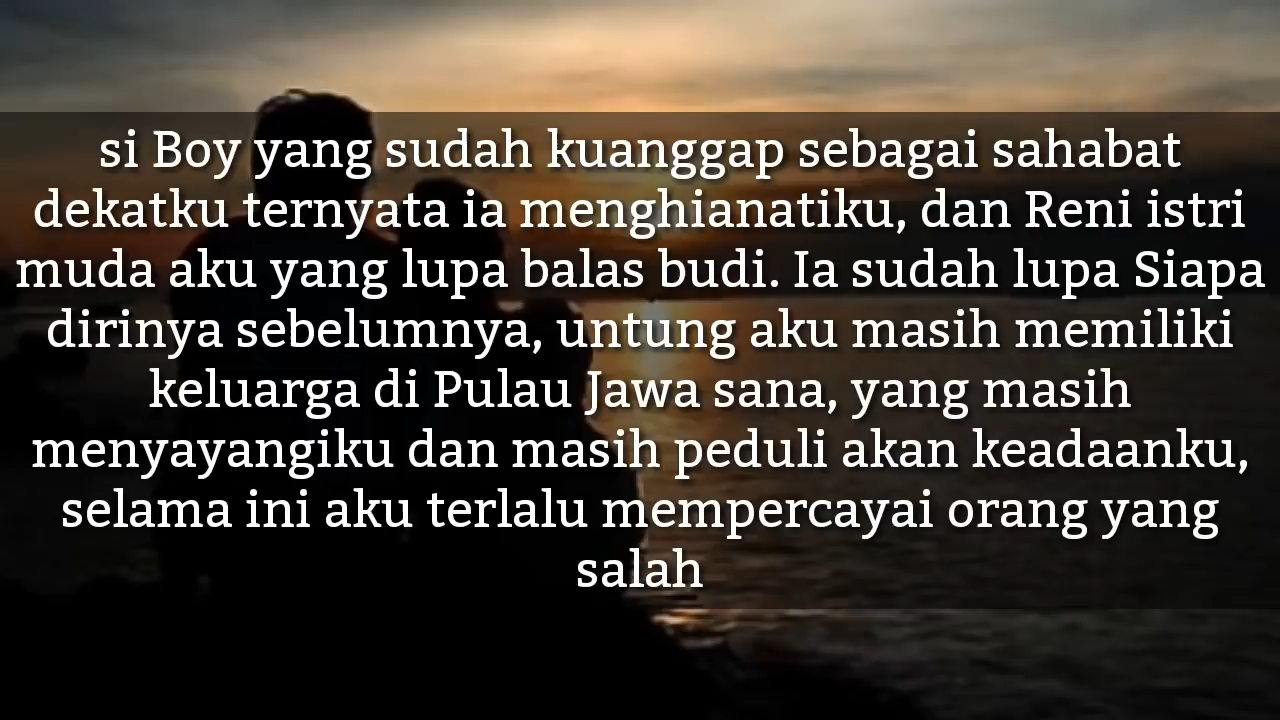 si Boy yang sudah kuanggap sebagai sahabat
dekatku ternyata ia menghianatiku, dan Reni istri
muda aku yang lupa balas budi. Ia sudah lupa Siapa
dirinya sebelumnya, untung aku masih memiliki
keluarga di Pulau Jawa sana, yang masih
menyayangiku dan masih peduli akan keadaanku,
selama ini aku terlalu mempercayai orang yang
salah